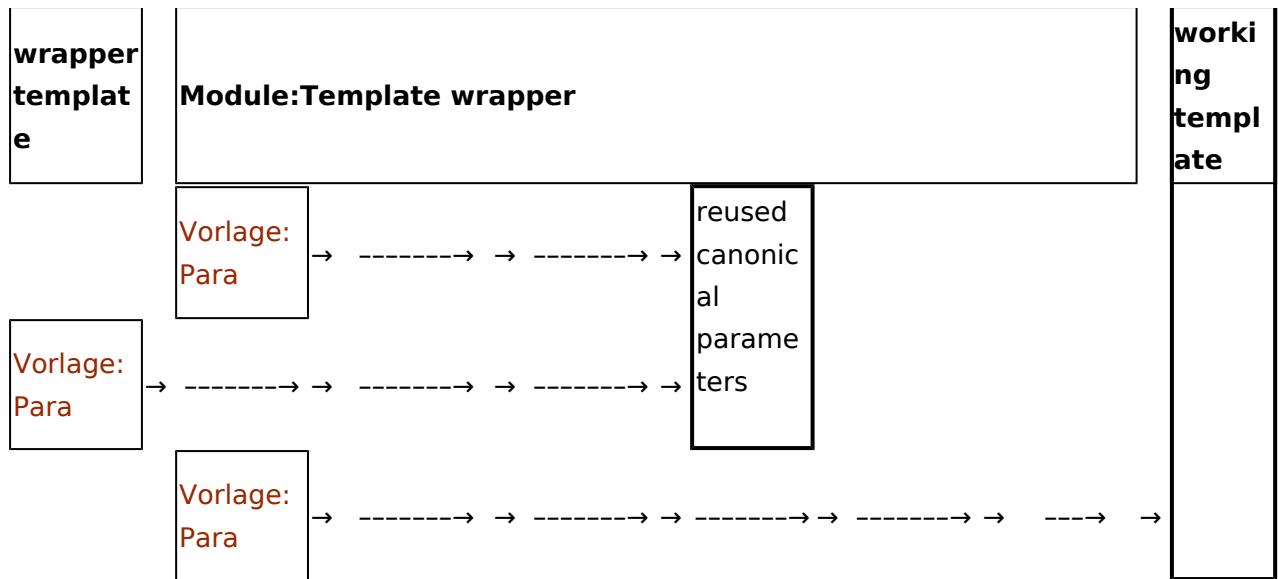 wrapper
templat
e
Module:Template wrapper
worki
ng
templ
ate
Vorlage:
Para
→ -------→ → -------→ →
reused
canonic
al
parame
ters
Vorlage:
Para
→ -------→ → -------→ → -------→ →
Vorlage:
Para
→ -------→ → -------→ → -------→ → -------→ → ---→ →